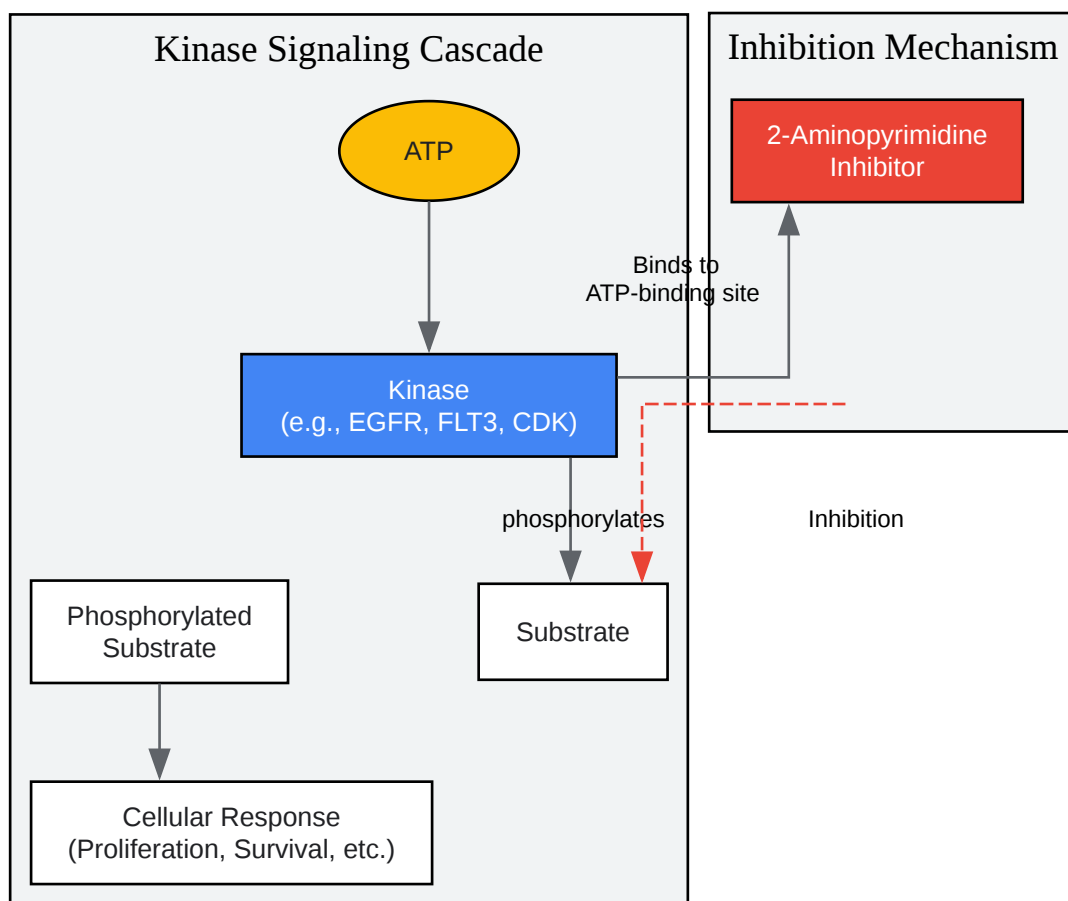 Kinase Signaling Cascade
Inhibition Mechanism
ATP
2-Aminopyrimidine
Inhibitor
Binds to
ATP-binding site
Kinase
(e.g., EGFR, FLT3, CDK)
phosphorylates
Inhibition
Phosphorylated
Substrate
Substrate
Cellular Response
(Proliferation, Survival, etc.)